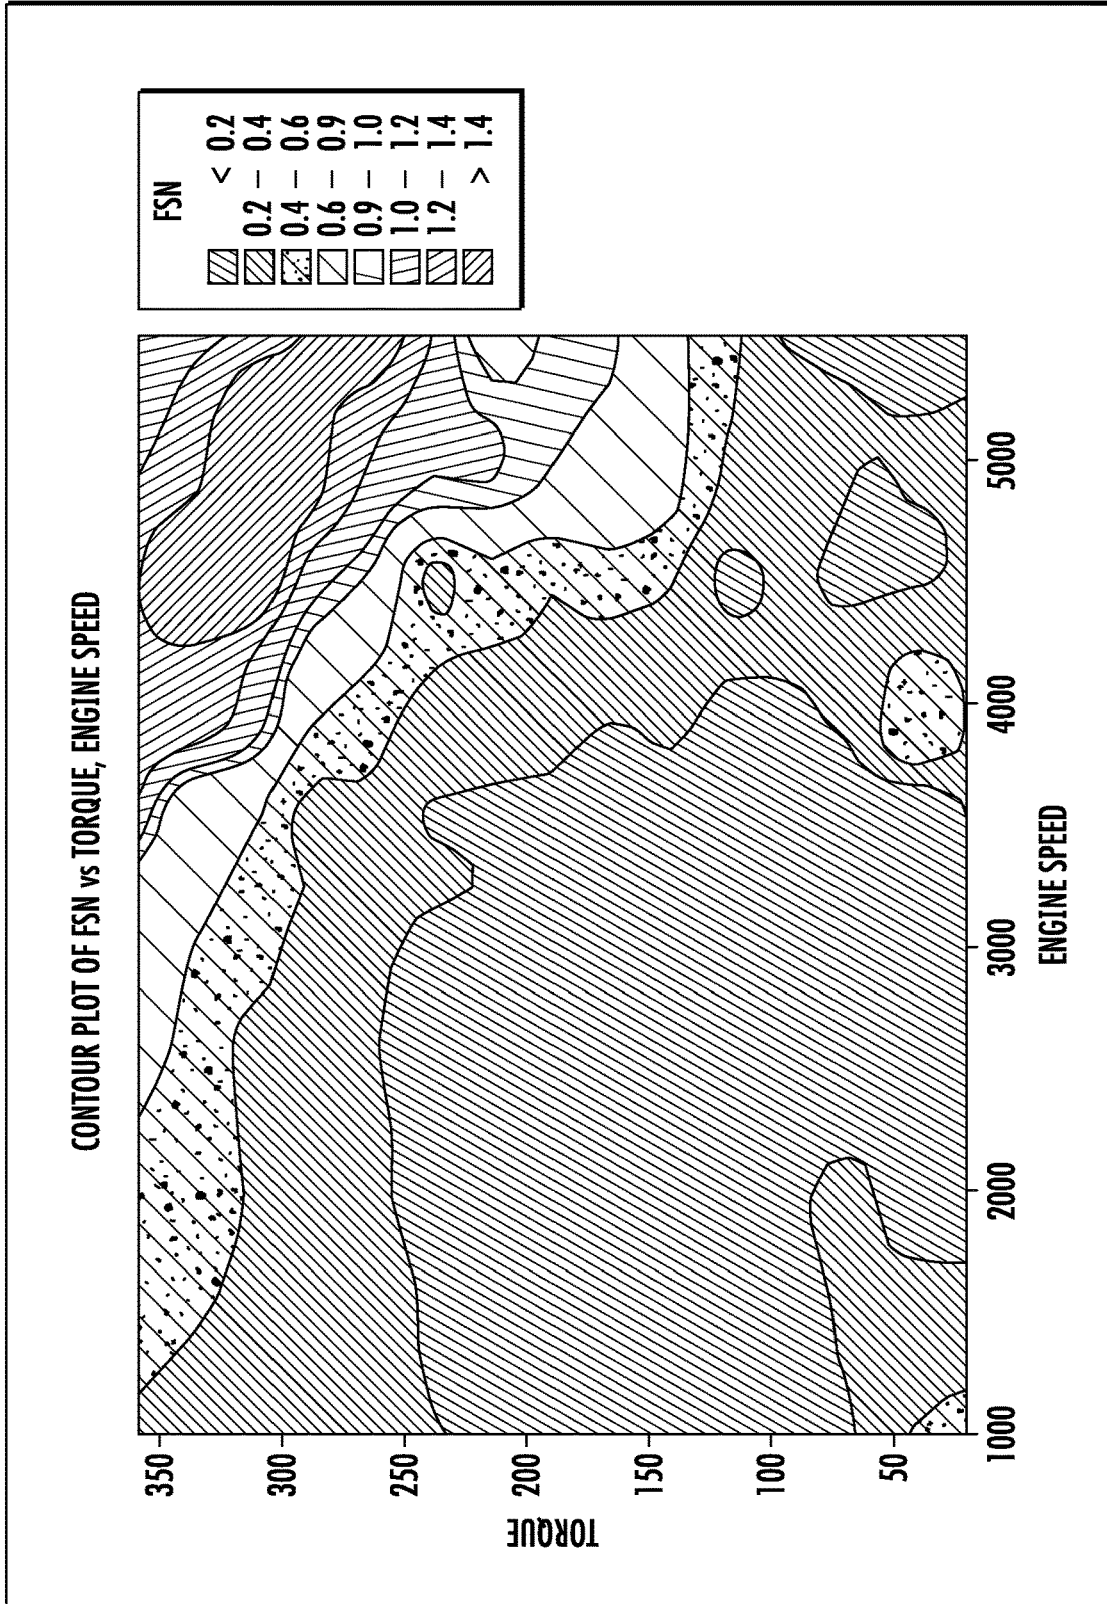 CONTOUR PLOT OF FSN vs TORQUE, ENGINE SPEED
FSN
< 0.2
0.2 – 0.4
0.4 – 0.6
0.6 – 0.9
0.9 – 1.0
1.0 – 1.2
1.2 – 1.4
> 1.4
TORQUE
350
300
250
200
150
100
50
1000
2000
3000
4000
5000
ENGINE SPEED